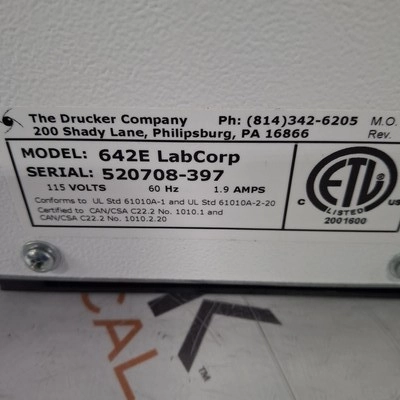 The Drucker Company Ph: (814)342-6205 M.O.
200 Shady Lane, Philipsburg, PA 16866 Rev.
MODEL: 642E LabCorp
SERIAL: 520708-397
115 VOLTS 60 Hz 1.9 AMPS
Conforms to UL Std 61010A-1 and UL Std 61010A-2-20
Certified to CAN/CSA C22.2 No. 1010.1 and
CAN/CSA C22.2 No. 1010.2.20
ETL
C US
LISTED
2001600
K
CAL
TM